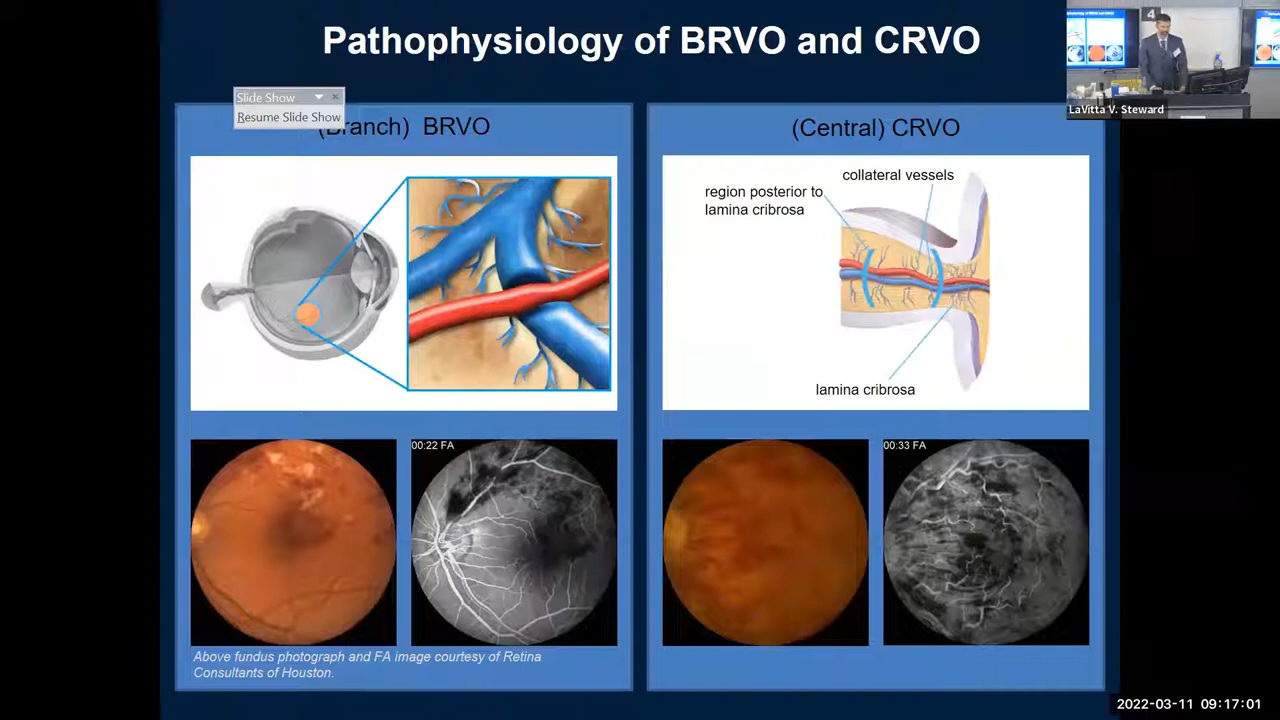 Pathophysiology of BRVO and CRVO
4
LaVitta V. Steward
Slide Show
Resume Slide Show
(Branch) BRVO
(Central) CRVO
collateral vessels
region posterior to
lamina cribrosa
lamina cribrosa
00:22 FA
00:33 FA
Above fundus photograph and FA image courtesy of Retina
Consultants of Houston.
2022-03-11 09:17:01